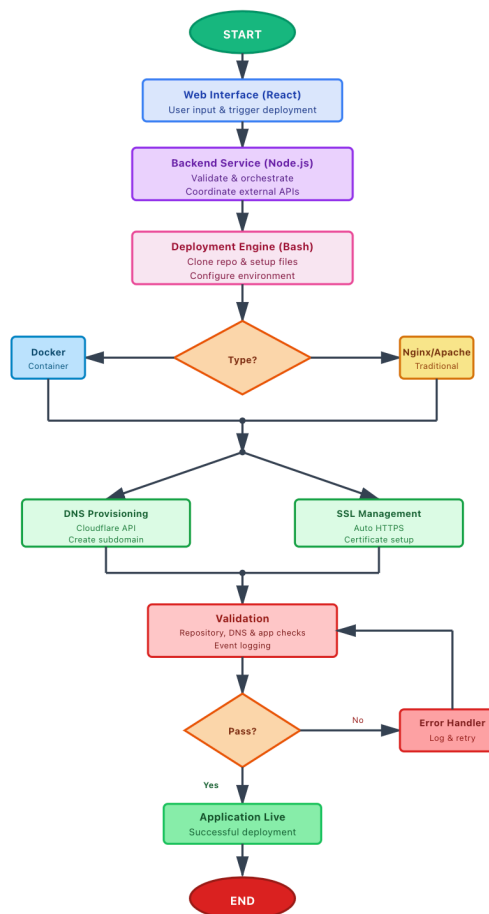 START
Web Interface (React)
User input & trigger deployment
Backend Service (Node.js)
Validate & orchestrate
Coordinate external APIs
Deployment Engine (Bash)
Clone repo & setup files
Configure environment
Type?
Docker
Container
Nginx/Apache
Traditional
DNS Provisioning
Cloudflare API
Create subdomain
SSL Management
Auto HTTPS
Certificate setup
Validation
Repository, DNS & app checks
Event logging
Pass?
No
Error Handler
Log & retry
Yes
Application Live
Successful deployment
END